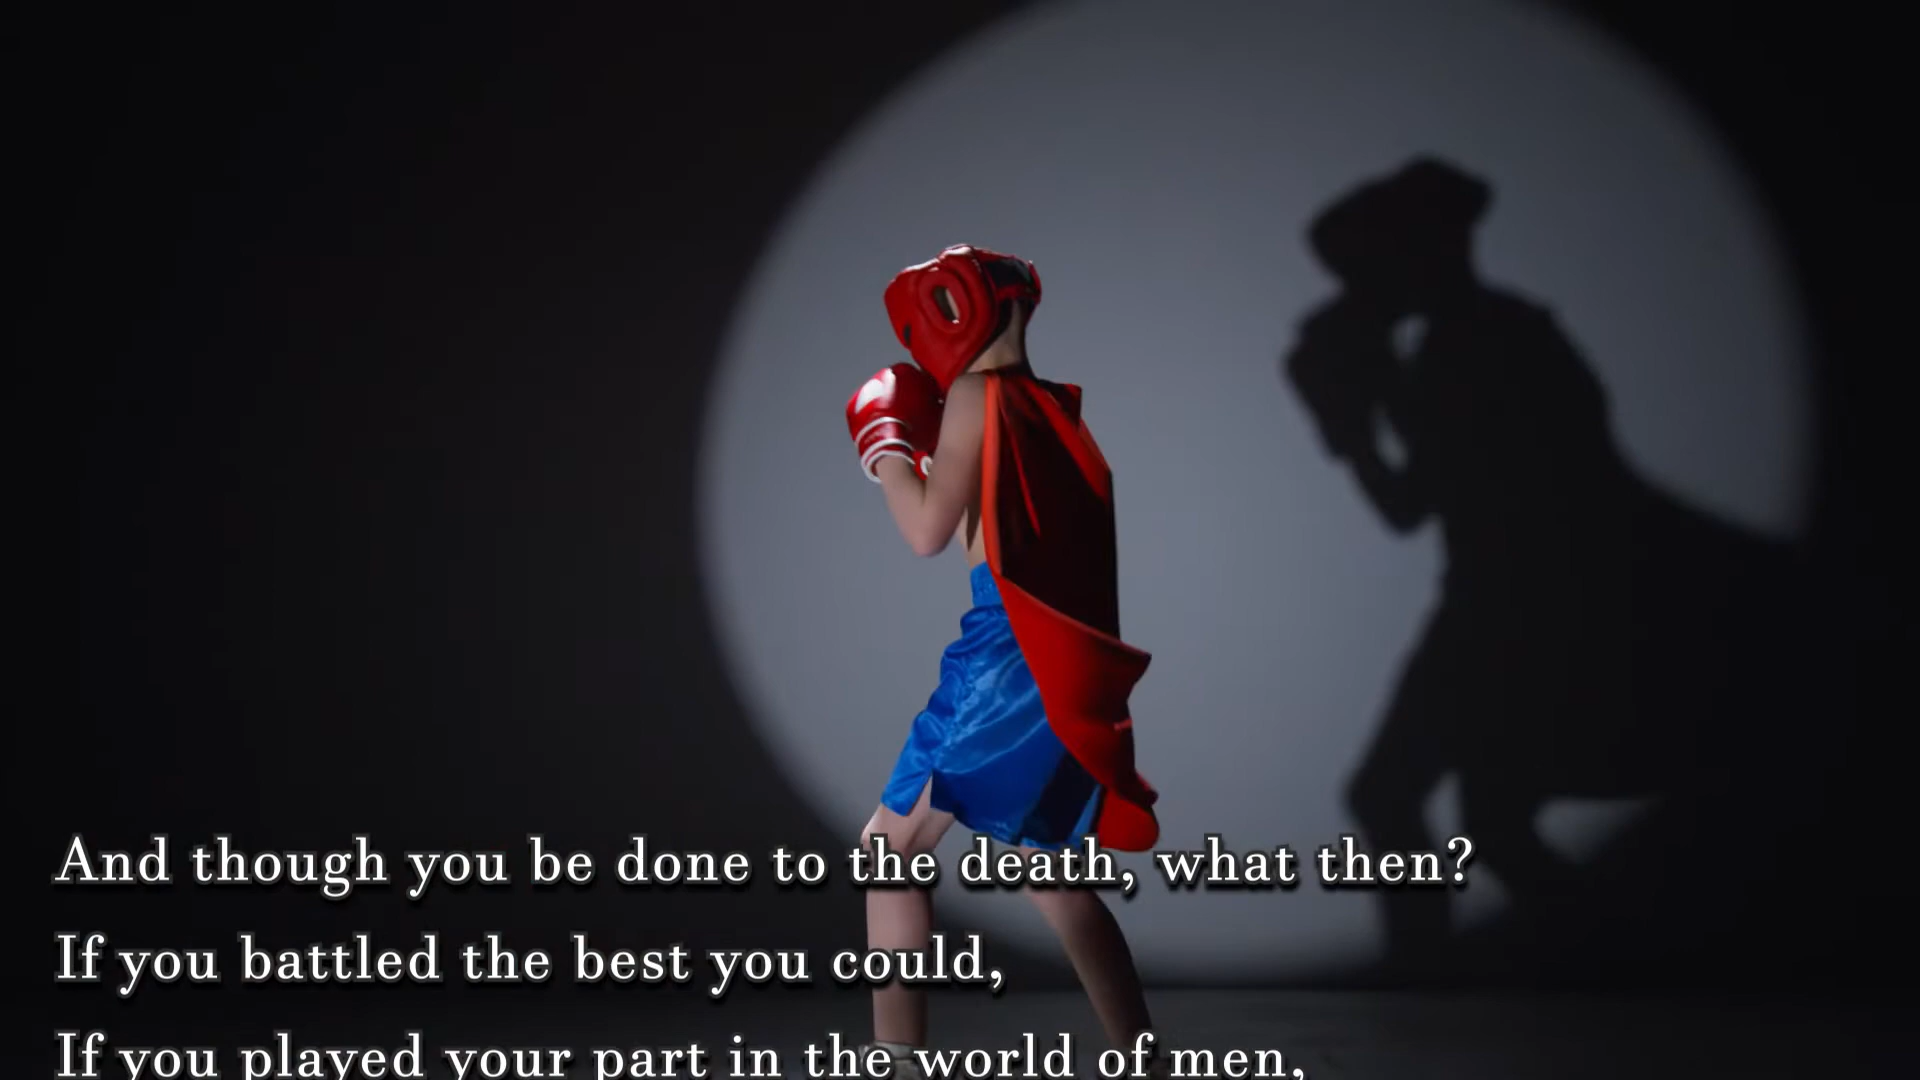 And though you be done to the death, what then?
If you battled the best you could,
If you played your part in the world of men,